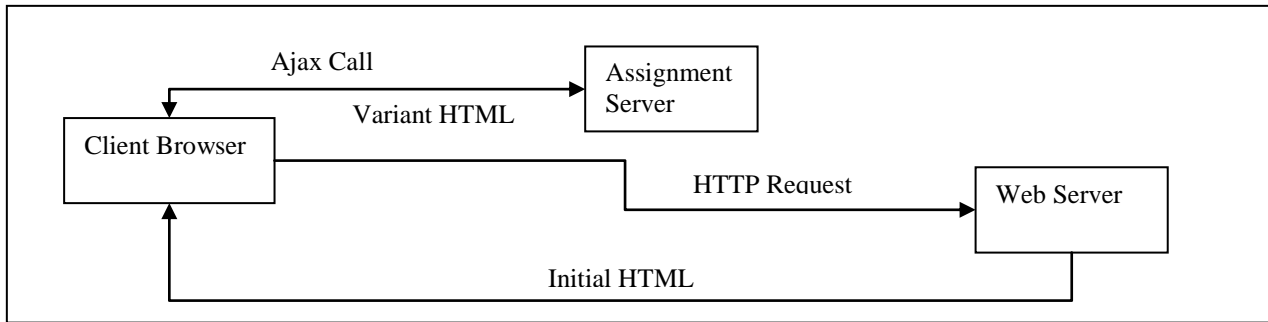 Ajax Call
Assignment
Server
Variant HTML
Client Browser
HTTP Request
Web Server
Initial HTML